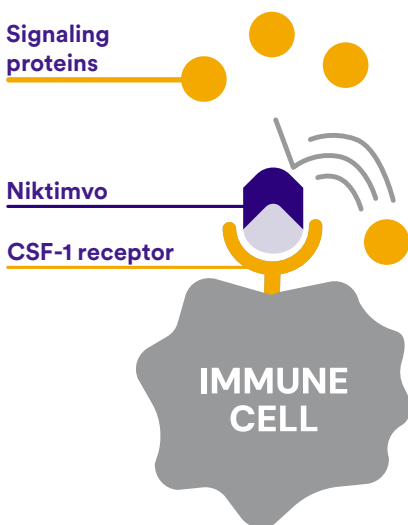 Signaling
proteins
Niktimvo
CSF-1 receptor
IMMUNE
CELL